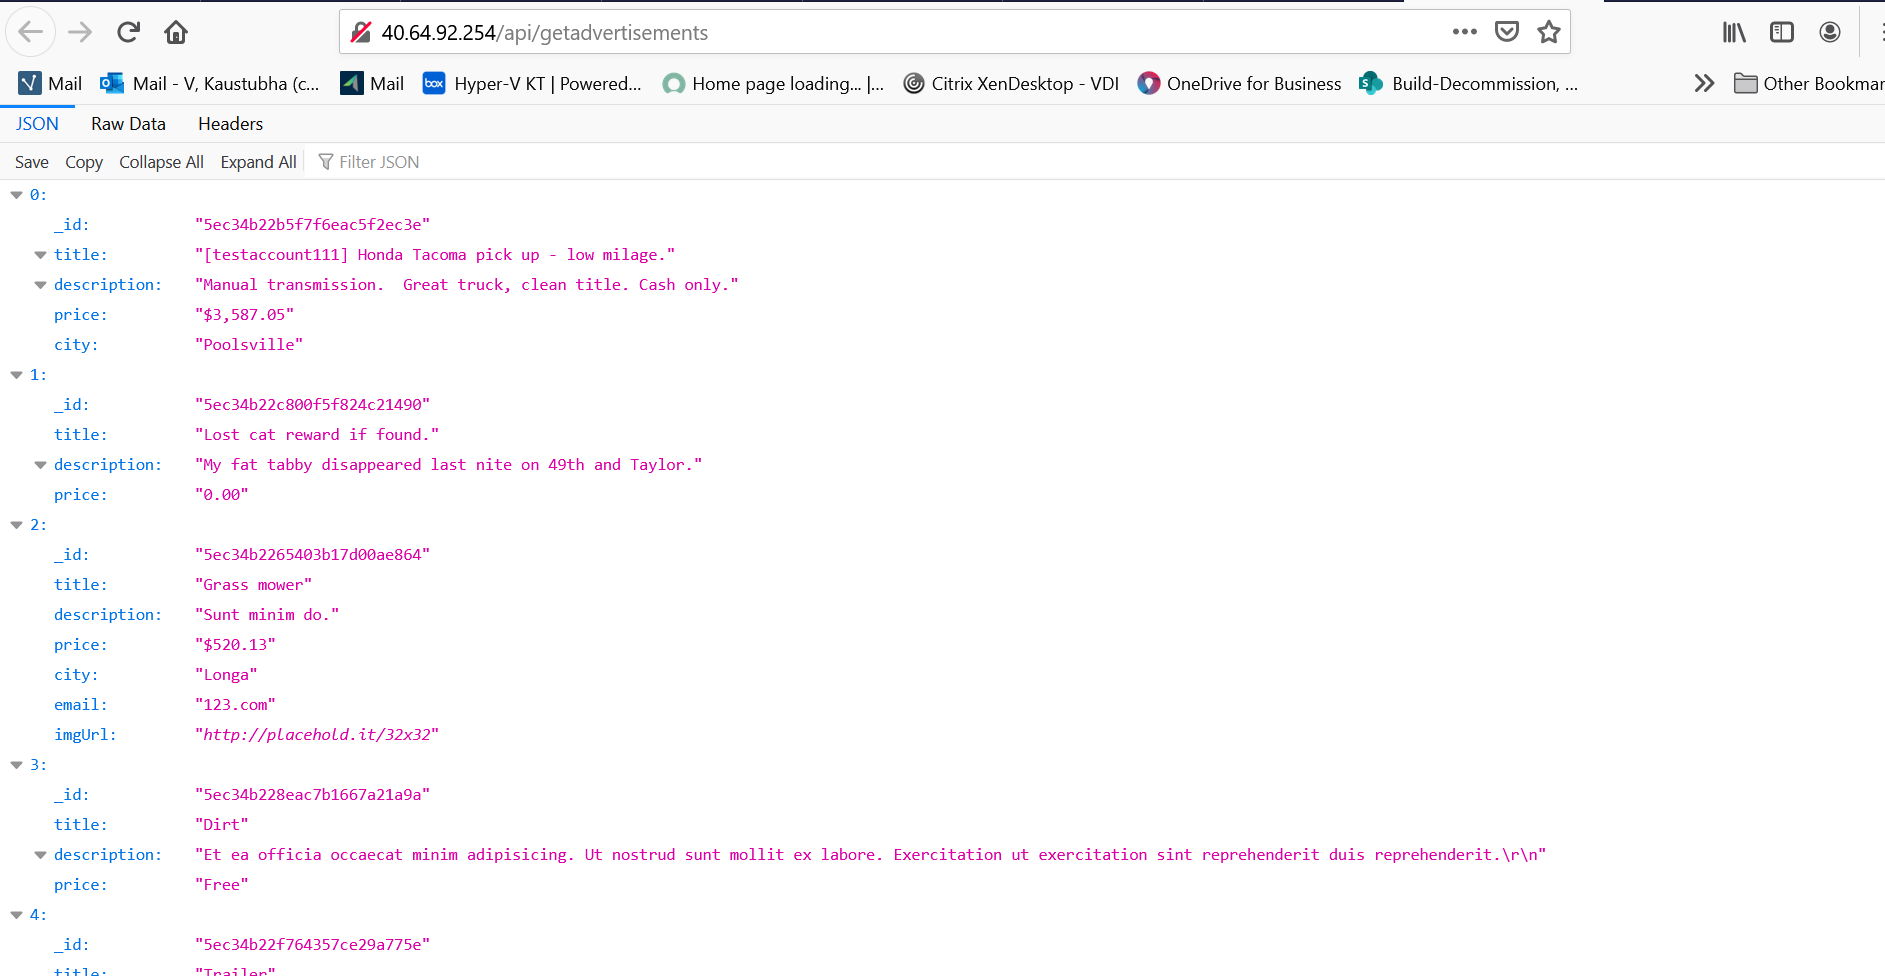 40.64.92.254/api/getadvertisements
Mail Mail - V, Kaustubha (c... Mail box Hyper-V KT | Powered... Home page loading... |... Citrix XenDesktop - VDI OneDrive for Business S Build-Decommission, ... Other Bookmar
JSON Raw Data Headers
Save Copy Collapse All Expand All Filter JSON
0:
_id: "5ec34b22b5f7f6eac5f2ec3e"
title: "[testaccount111] Honda Tacoma pick up - low milage."
description: "Manual transmission.  Great truck, clean title. Cash only."
price: "$3,587.05"
city: "Poolsville"
1:
_id: "5ec34b22c800f5f824c21490"
title: "Lost cat reward if found."
description: "My fat tabby disappeared last nite on 49th and Taylor."
price: "0.00"
2:
_id: "5ec34b2265403b17d00ae864"
title: "Grass mower"
description: "Sunt minim do."
price: "$520.13"
city: "Longa"
email: "123.com"
imgUrl: "http://placehold.it/32x32"
3:
_id: "5ec34b228eac7b1667a21a9a"
title: "Dirt"
description: "Et ea officia occaecat minim adipisicing. Ut nostrud sunt mollit ex labore. Exercitation ut exercitation sint reprehenderit duis reprehenderit.\r\n"
price: "Free"
4:
_id: "5ec34b22f764357ce29a775e"
title: "Trailer"